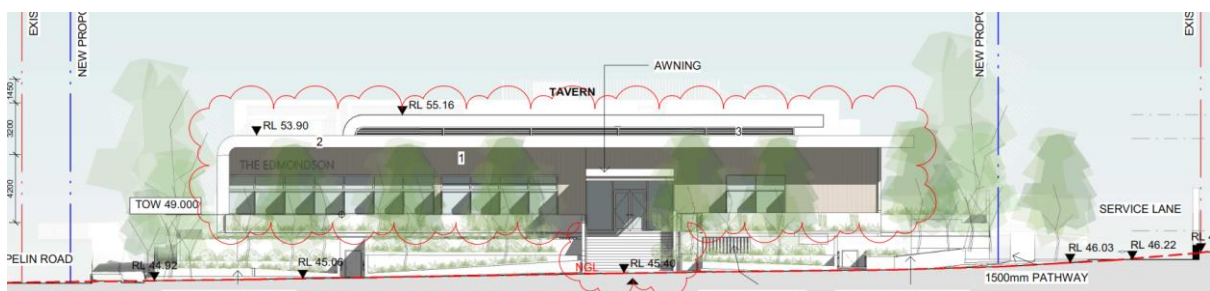 EXIS
NEW PROPO
NEW PROPO
EXIS
AWNING
TAVERN
1450
RL 55.16
3200
RL 53.90
2
3
1
THE EDMONDSON
4200
TOW 49.000
SERVICE LANE
PELIN ROAD
RL 44.92
RL 45.06
NGL
RL 45.40
RL 46.03
RL 46.22
RL
1500mm PATHWAY